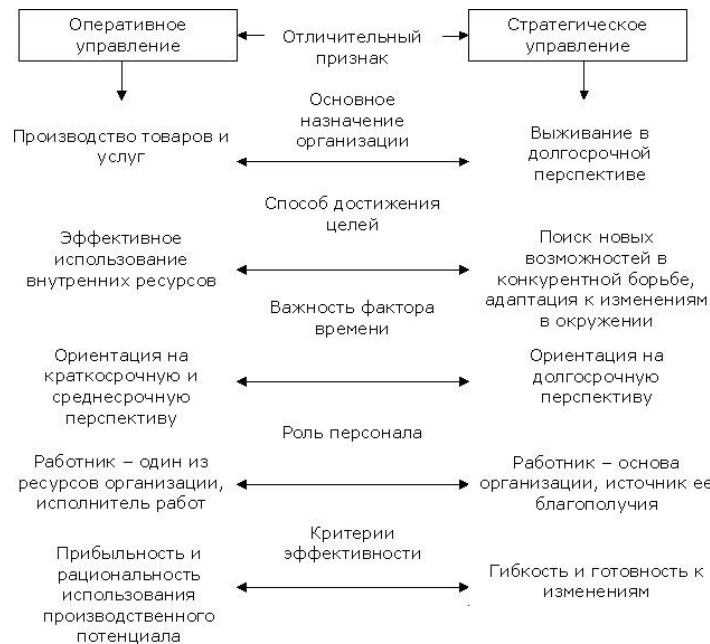 Оперативное
управление
Отличительный
признак
Стратегическое
управление
Основное
назначение
организации
Производство товаров и
услуг
Выживание в
долгосрочной
перспективе
Способ достижения
целей
Эффективное
использование
внутренних ресурсов
Поиск новых
возможностей в
конкурентной борьбе,
адаптация к изменениям
в окружении
Важность фактора
времени
Ориентация на
краткосрочную и
среднесрочную
перспективу
Ориентация на
долгосрочную
перспективу
Роль персонала
Работник – один из
ресурсов организации,
исполнитель работ
Работник – основа
организации, источник ее
благополучия
Критерии
эффективности
Прибыльность и
рациональность
использования
производственного
потенциала
Гибкость и готовность к
изменениям